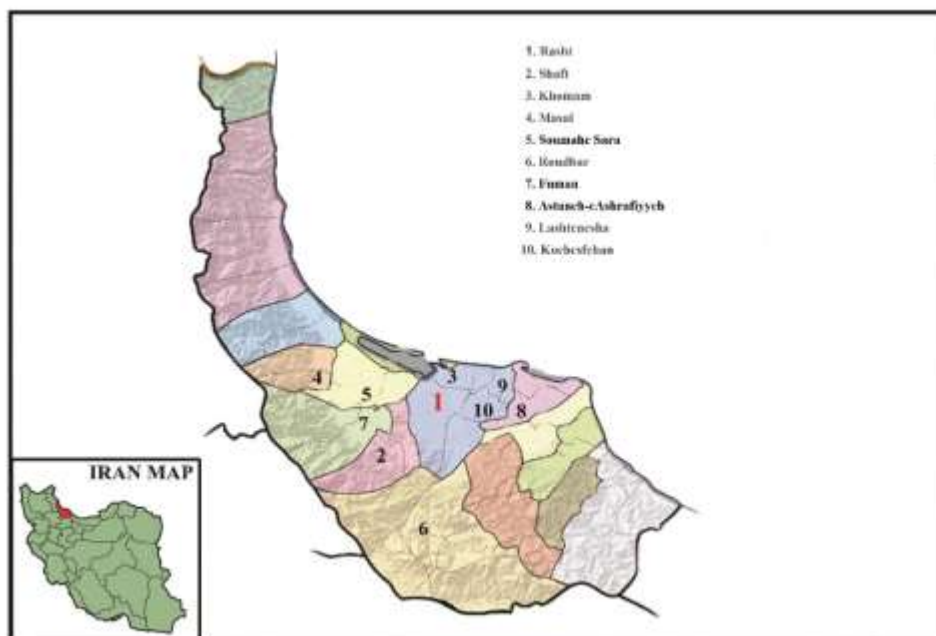 1. Rasht
2. Shaft
3. Khomam
4. Masal
5. Soumahe Sara
6. Roudbar
7. Fuman
8. Astaneh-eAshrafiyyeh
9. Lashtenesha
10. Kochesfehan
3
4
9
5
1
10
8
7
2
6
IRAN MAP